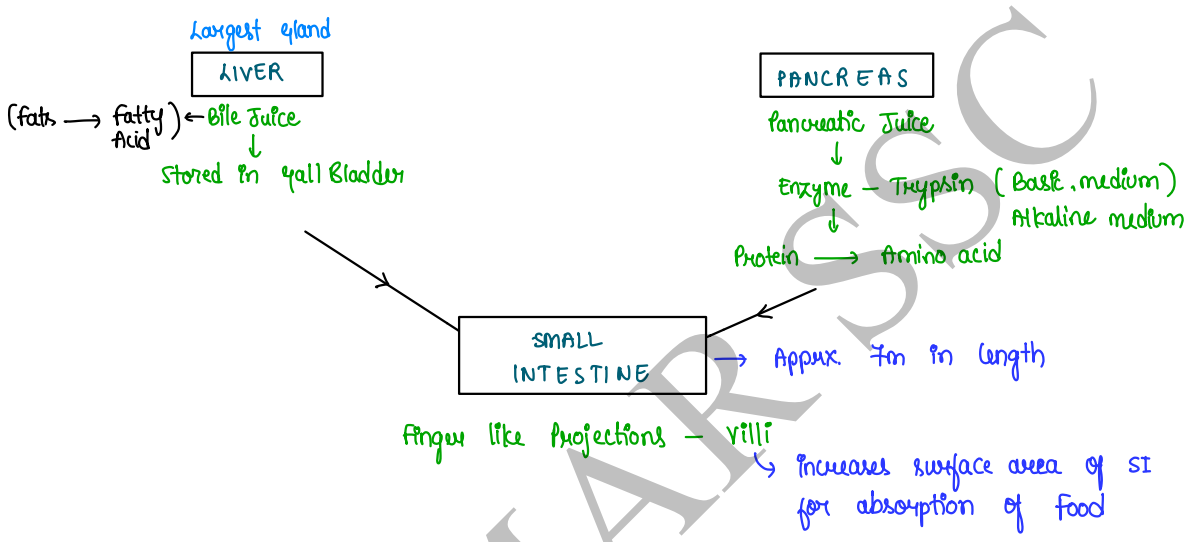 Largest Gland
LIVER
(Fats → Fatty Acid) ← Bile Juice
↓
Stored in Gall Bladder
PANCREAS
Pancreatic Juice
↓
Enzyme – Trypsin (Basic medium)
Alkaline medium
↓
Protein → Amino acid
SMALL
INTESTINE
→ Approx. 7m in length
Finger like Projections – Villi
↳ increases surface area of SI
for absorption of Food